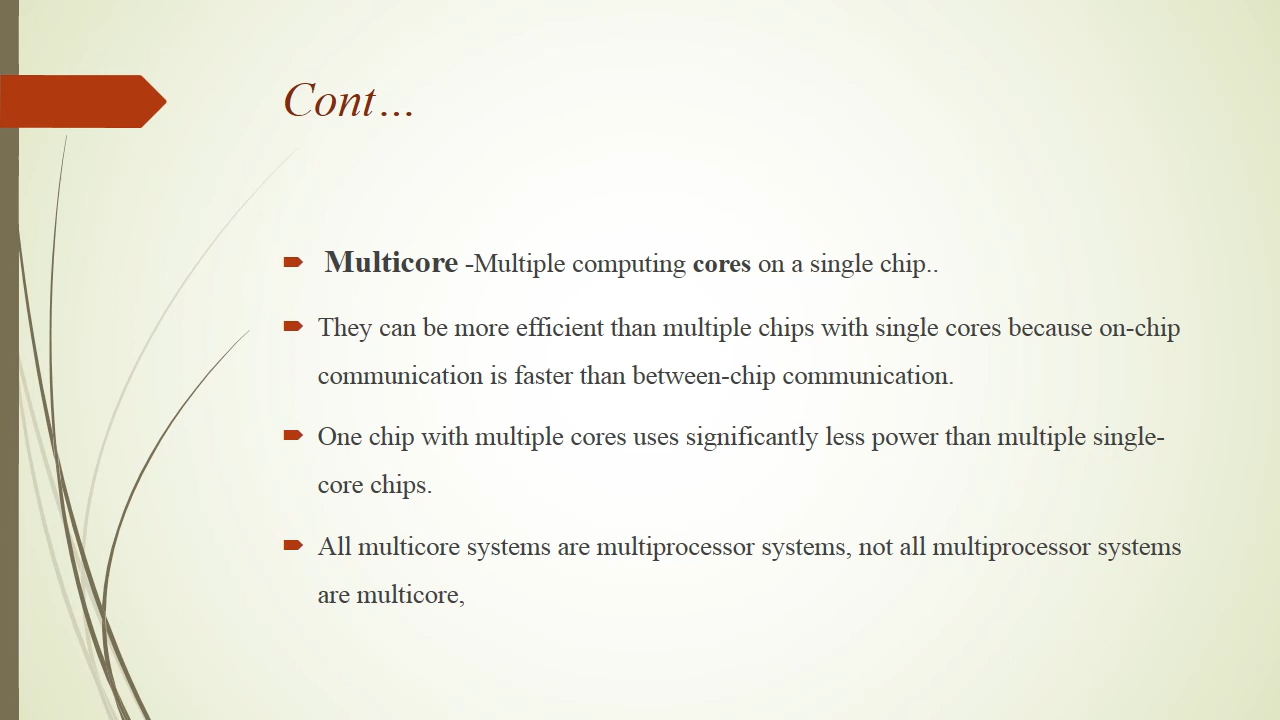 Cont…
Multicore -Multiple computing cores on a single chip..
They can be more efficient than multiple chips with single cores because on-chip
communication is faster than between-chip communication.
One chip with multiple cores uses significantly less power than multiple single-
core chips.
All multicore systems are multiprocessor systems, not all multiprocessor systems
are multicore,